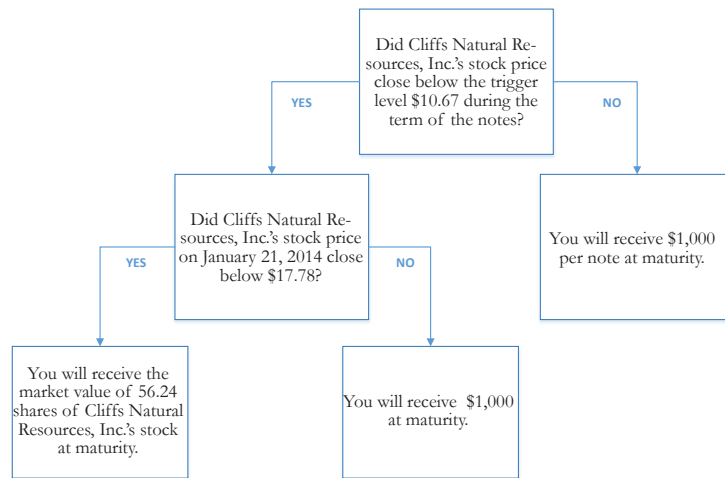 Did Cliffs Natural Re-
sources, Inc.'s stock price
close below the trigger
level $10.67 during the
term of the notes?
YES
NO
Did Cliffs Natural Re-
sources, Inc.'s stock price
on January 21, 2014 close
below $17.78?
You will receive $1,000
per note at maturity.
YES
NO
You will receive the
market value of 56.24
shares of Cliffs Natural
Resources, Inc.'s stock
at maturity.
You will receive $1,000
at maturity.